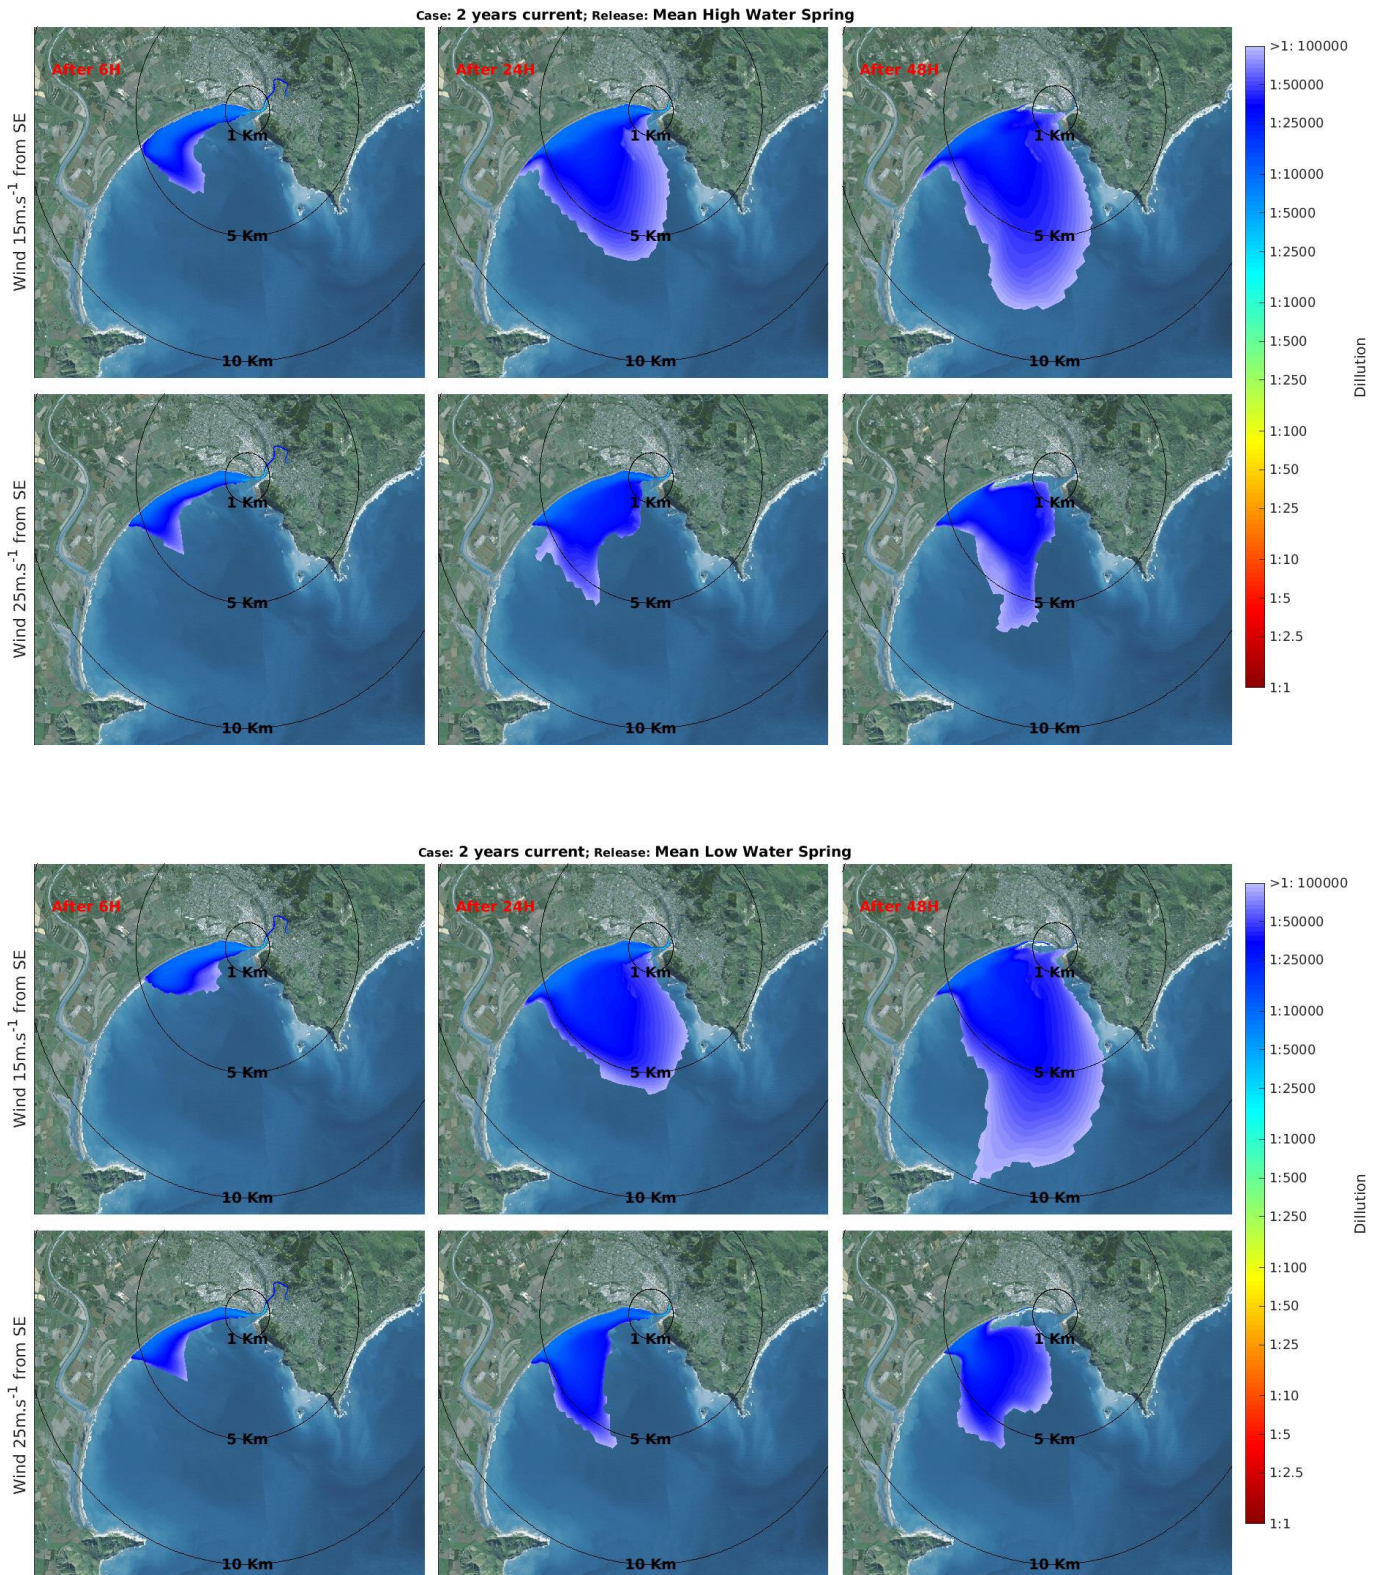 Case: 2 years current; Release: Mean High Water Spring
Wind 15m.s-1 from SE
After 6H
1 Km
5 Km
10 Km
After 24H
1 Km
5 Km
10 Km
After 48H
1 Km
5 Km
10 Km
Wind 25m.s-1 from SE
1 Km
5 Km
10 Km
1 Km
5 Km
10 Km
1 Km
5 Km
10 Km
>1: 100000
1:50000
1:25000
1:10000
1:5000
1:2500
1:1000
1:500
1:250
1:100
1:50
1:25
1:10
1:5
1:2.5
1:1
Dillution
Case: 2 years current; Release: Mean Low Water Spring
Wind 15m.s-1 from SE
After 6H
1 Km
5 Km
10 Km
After 24H
1 Km
5 Km
10 Km
After 48H
1 Km
5 Km
10 Km
Wind 25m.s-1 from SE
1 Km
5 Km
10 Km
1 Km
5 Km
10 Km
1 Km
5 Km
10 Km
>1: 100000
1:50000
1:25000
1:10000
1:5000
1:2500
1:1000
1:500
1:250
1:100
1:50
1:25
1:10
1:5
1:2.5
1:1
Dillution